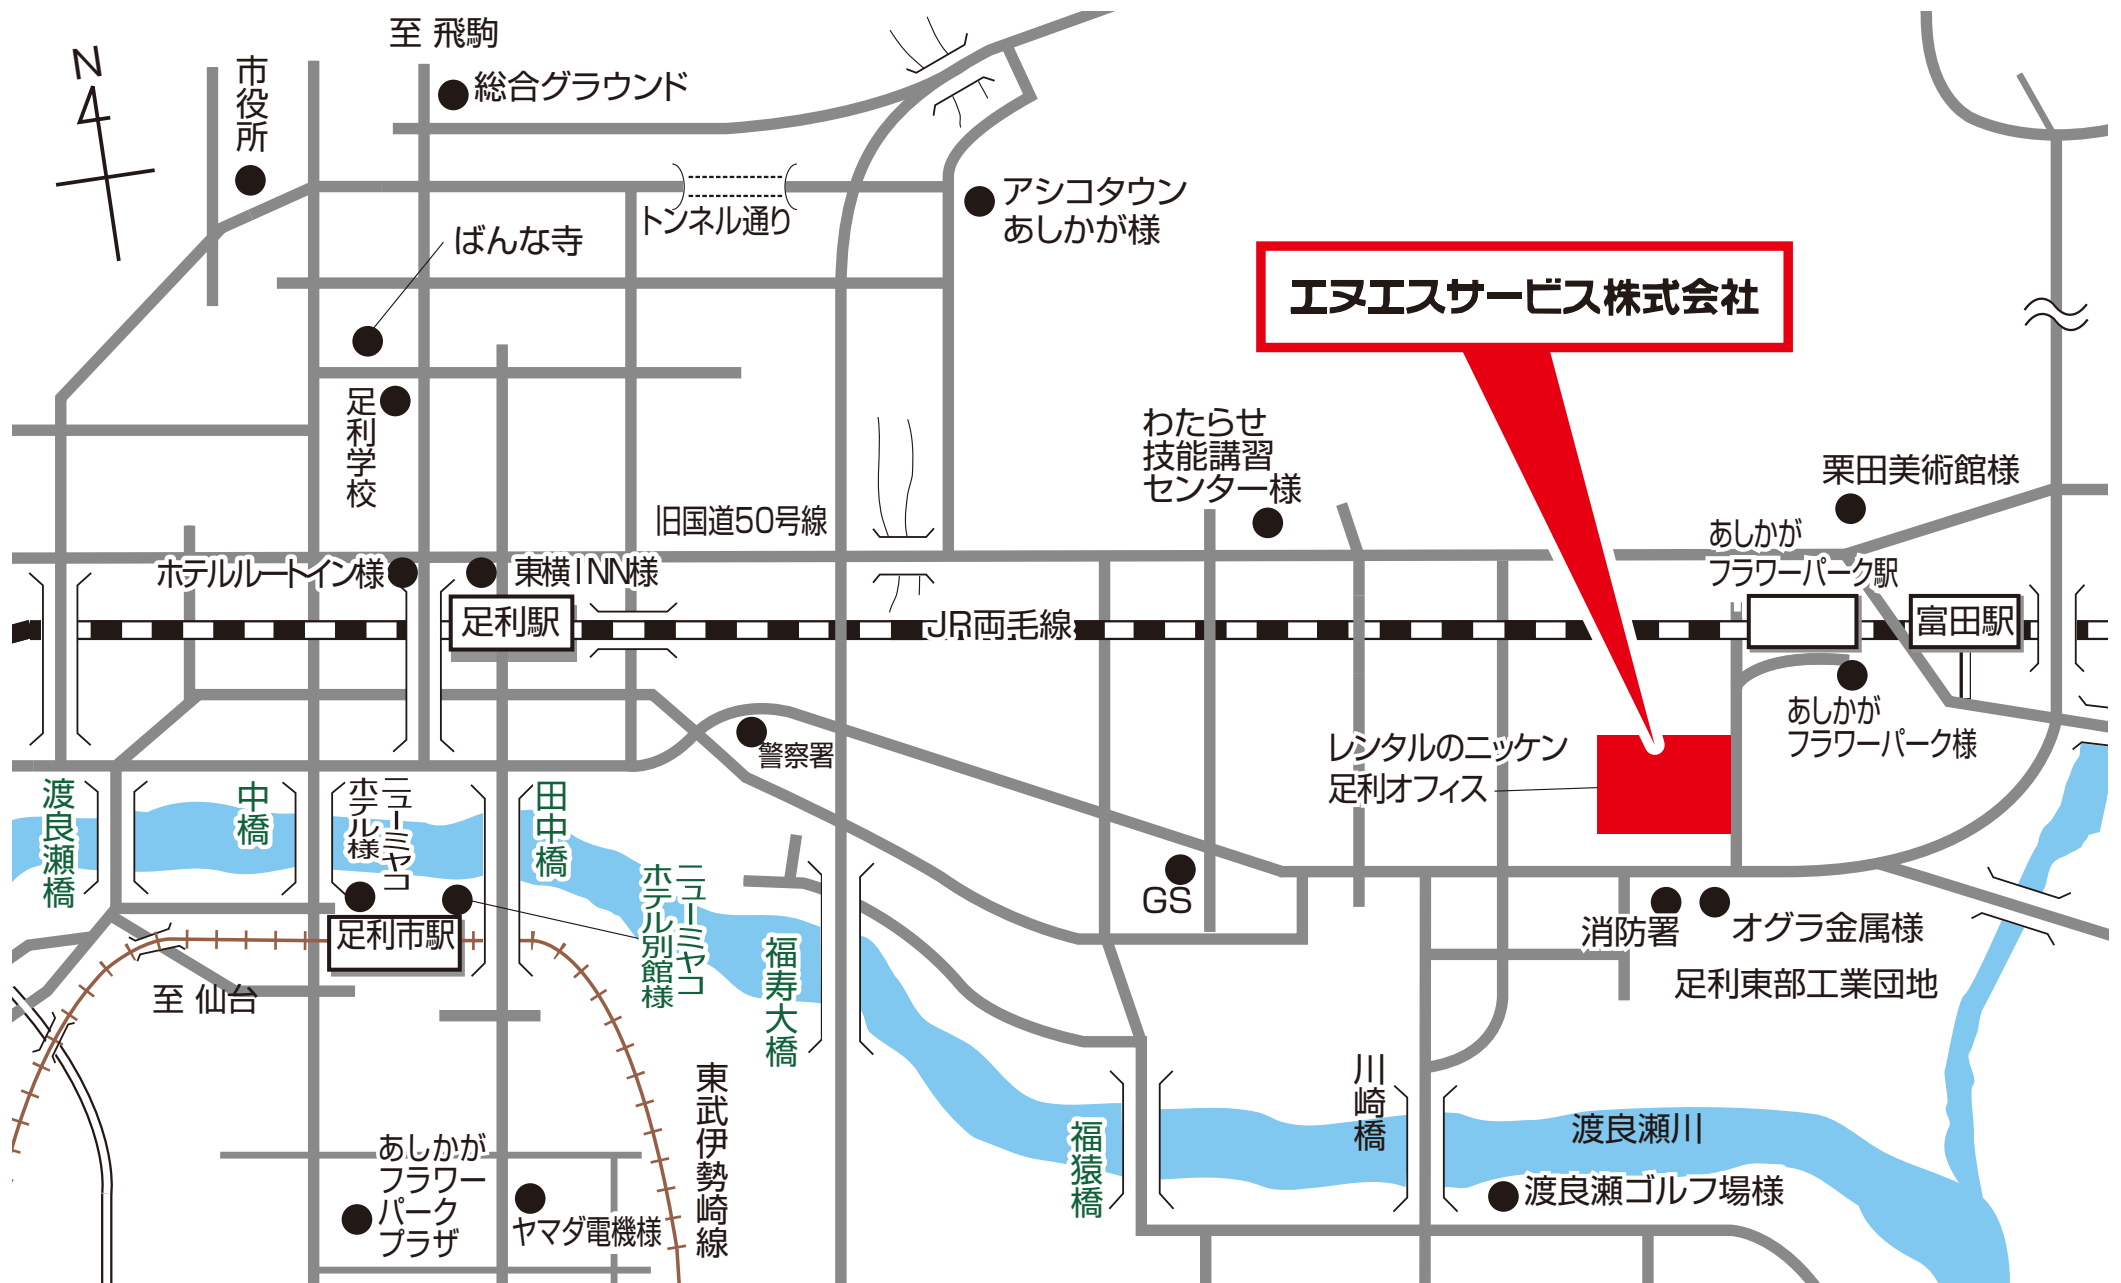 至 飛駒
N
市役所
総合グラウンド
トンネル通り
アシコタウン
あしかが様
ばんな寺
エヌエスサービス株式会社
足利学校
わたらせ
技能講習
センター様
栗田美術館様
旧国道50号線
あしかが
フラワーパーク駅
ホテルルートイン様
東横INN様
足利駅
JR両毛線
富田駅
あしかが
フラワーパーク様
警察署
レンタルのニッケン
足利オフィス
渡良瀬橋
中橋
ニューミヤコ
ホテル様
田中橋
ニューミヤコ
ホテル別館様
GS
足利市駅
福寿大橋
消防署
オグラ金属様
足利東部工業団地
至 仙台
東武伊勢崎線
川崎橋
福猿橋
渡良瀬川
渡良瀬ゴルフ場様
あしかが
フラワー
パーク
プラザ
ヤマダ電機様